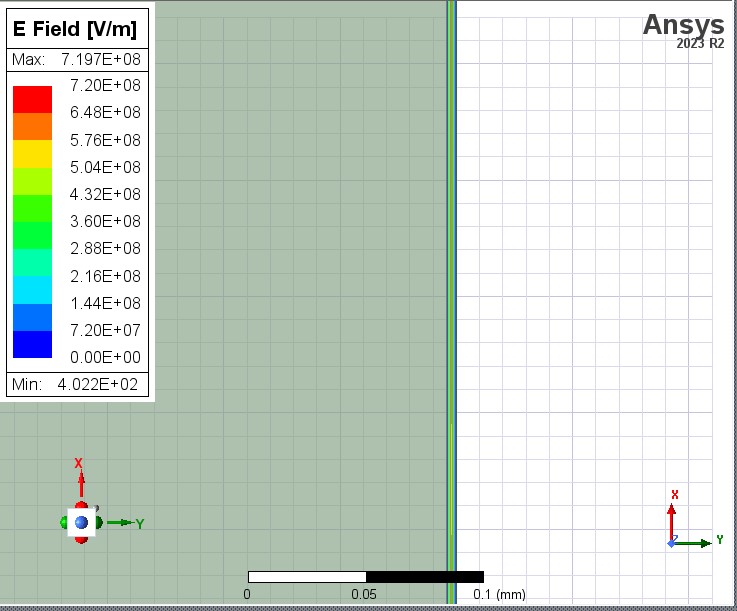 E Field [V/m]
Max: 7.197E+08
7.20E+08
6.48E+08
5.76E+08
5.04E+08
4.32E+08
3.60E+08
2.88E+08
2.16E+08
1.44E+08
7.20E+07
0.00E+00
Min: 4.022E+02
Ansys
2023 R2
X
Y
X
Z
Y
0 0.05 0.1 (mm)